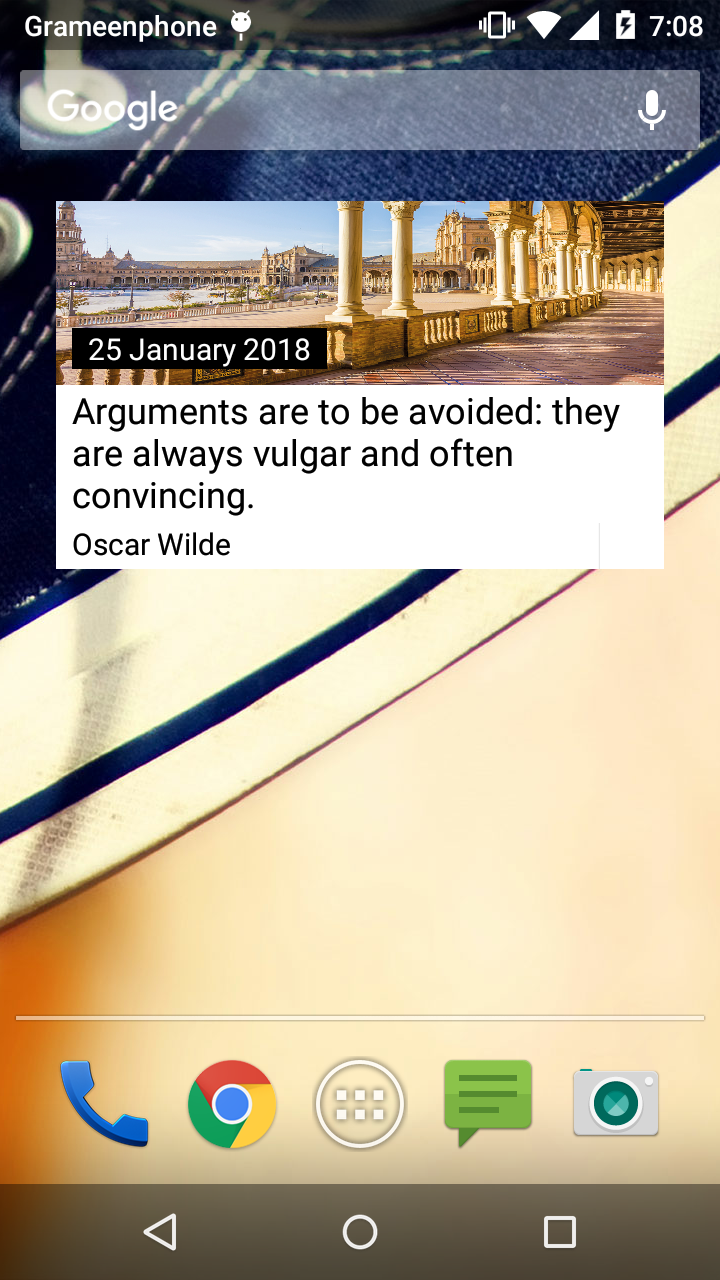 Grameenphone 7:08
Google
25 January 2018
Arguments are to be avoided: they
are always vulgar and often
convincing.
Oscar Wilde